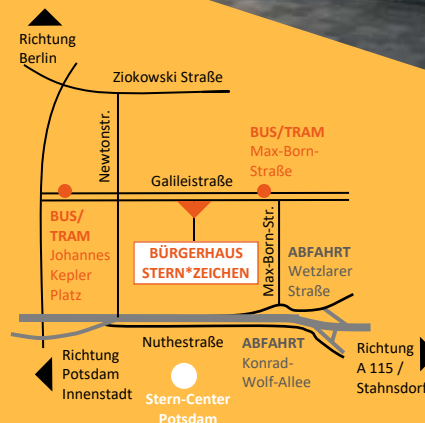 Richtung
Berlin
Ziokowski Straße
Newtonstr.
BUS/TRAM
Max-Born-
Straße
Galileistraße
BUS/
TRAM
Johannes
Kepler
Platz
BÜRGERHAUS
STERN*ZEICHEN
Max-Born-Str.
ABFAHRT
Wetzlarer
Straße
Nuthestraße
ABFAHRT
Konrad-
Wolf-Allee
Richtung
Potsdam
Innenstadt
Richtung
A 115 /
Stahnsdorf
Stern-Center
Potsdam